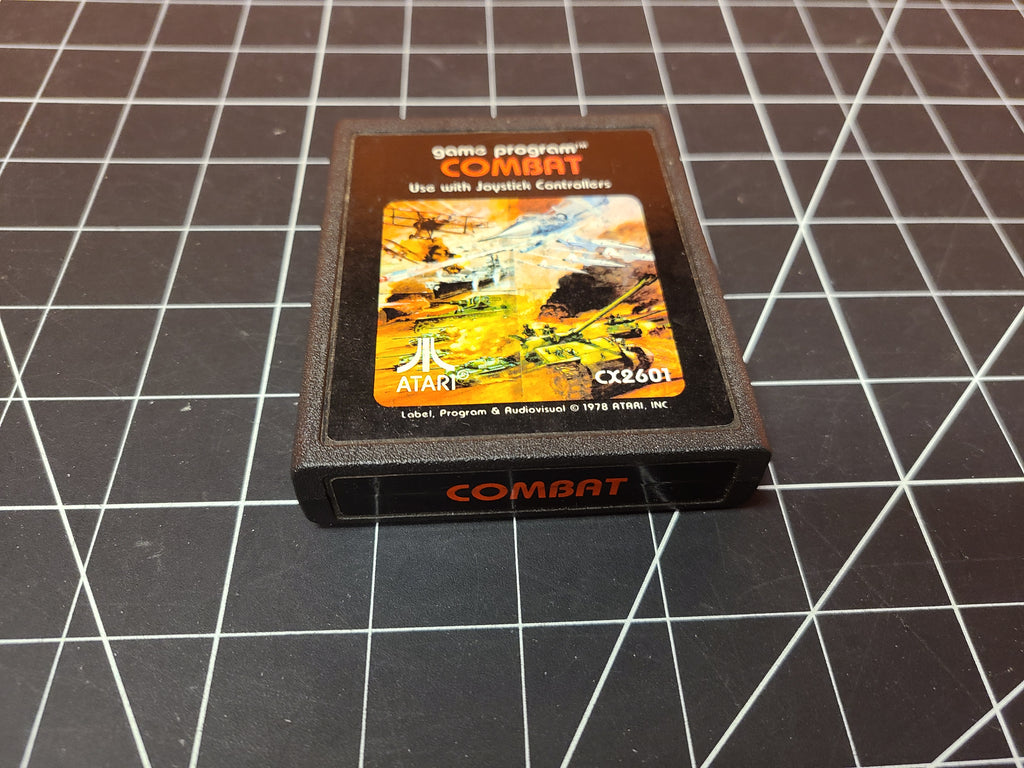 game program™
COMBAT
Use with Joystick Controllers
ATARI®
CX2601
Label, Program & Audiovisual © 1978 ATARI, INC.
COMBAT